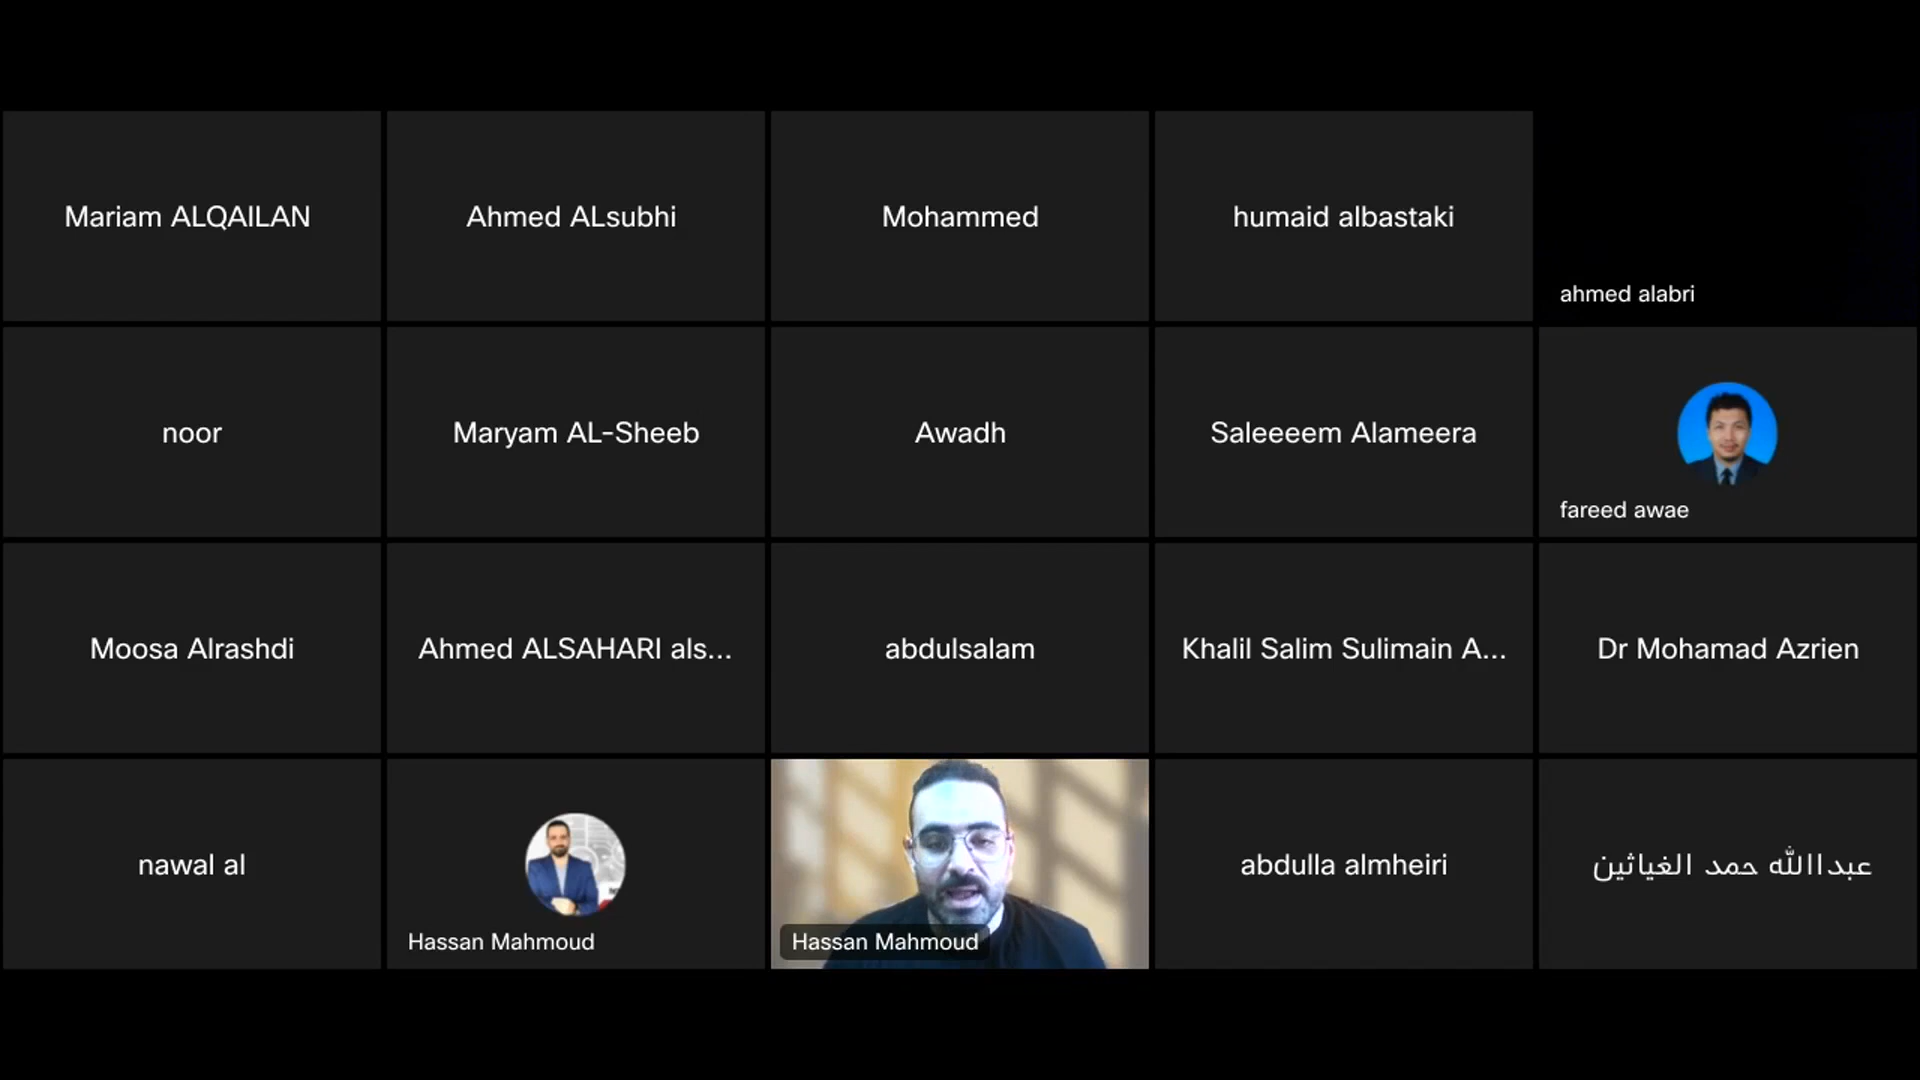 Mariam ALQAILAN
Ahmed ALsubhi
Mohammed
humaid albastaki
ahmed alabri
noor
Maryam AL-Sheeb
Awadh
Saleeeem Alameera
fareed awae
Moosa Alrashdi
Ahmed ALSAHARI als...
abdulsalam
Khalil Salim Sulimain A...
Dr Mohamad Azrien
nawal al
Hassan Mahmoud
Hassan Mahmoud
abdulla almheiri
عبداالله حمد الغياثين